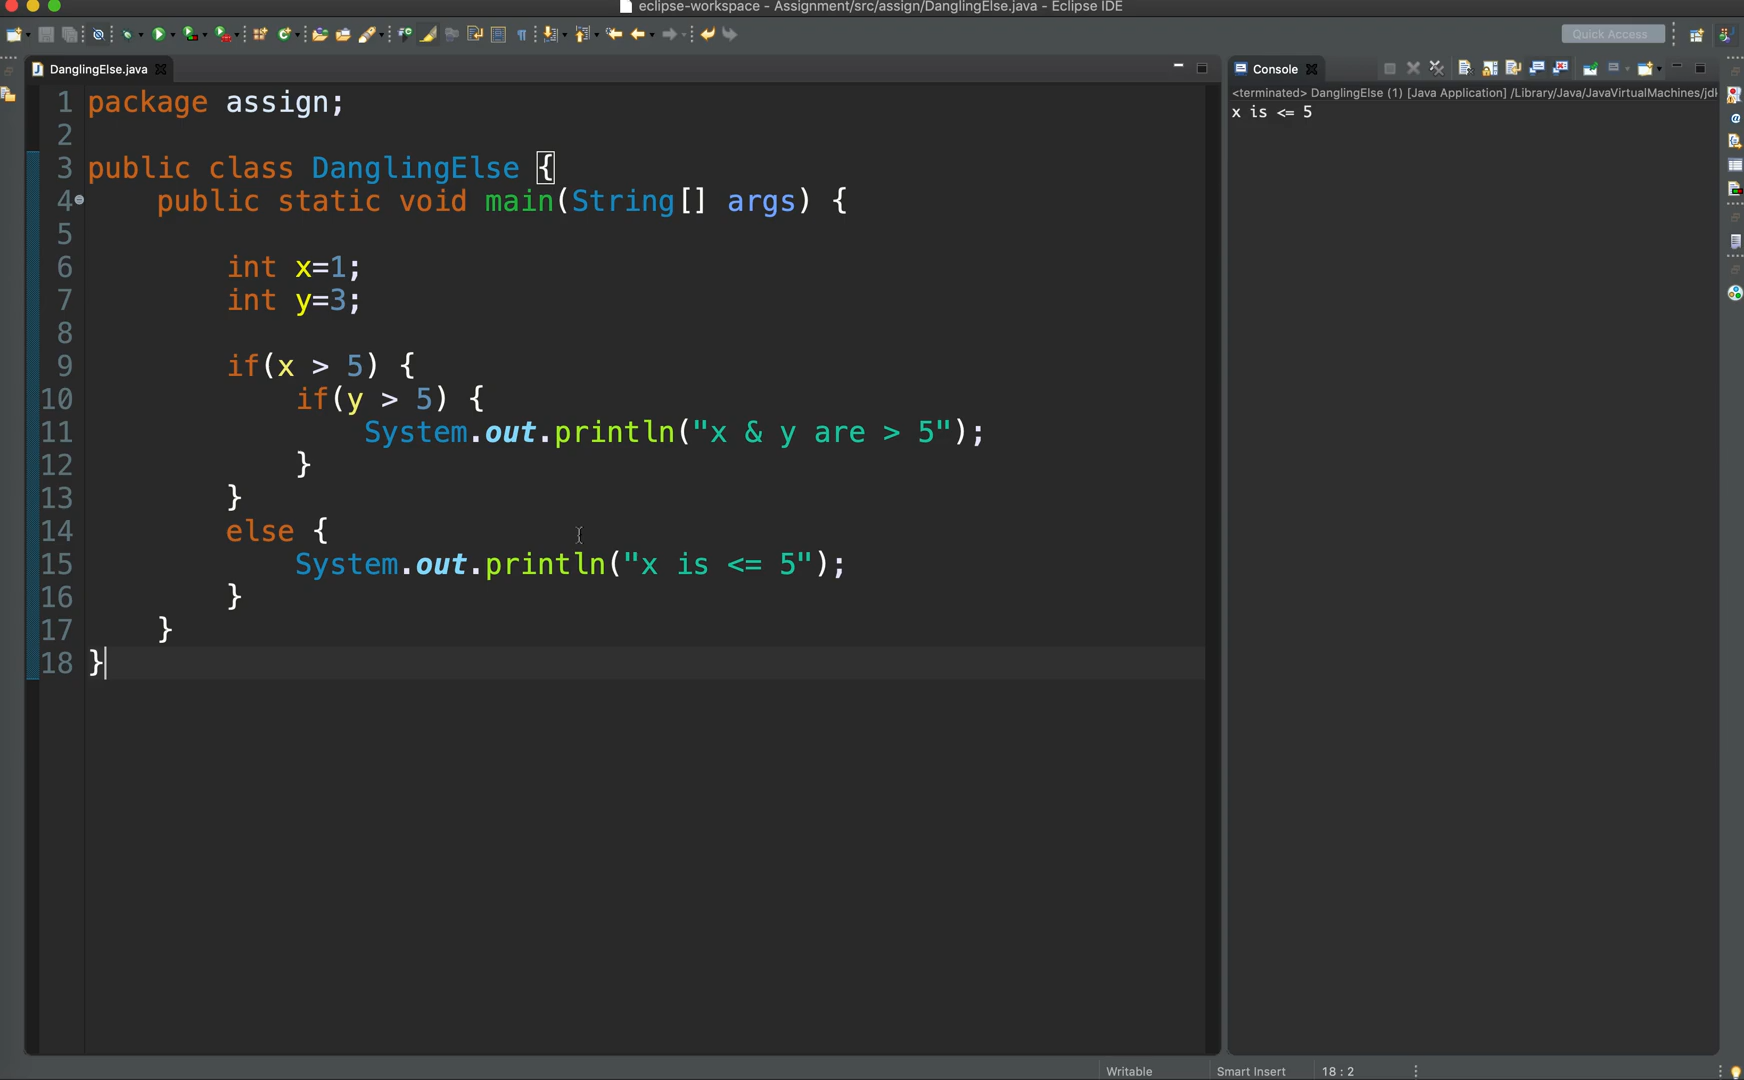 eclipse-workspace - Assignment/src/assign/DanglingElse.java - Eclipse IDE
Quick Access
DanglingElse.java
1 package assign;
2
3 public class DanglingElse {
4 public static void main(String[] args) {
5
6 int x=1;
7 int y=3;
8
9 if(x > 5) {
10 if(y > 5) {
11 System.out.println("x & y are > 5");
12 }
13 }
14 else {
15 System.out.println("x is <= 5");
16 }
17 }
18 }
Console
<terminated> DanglingElse (1) [Java Application] /Library/Java/JavaVirtualMachines/jdk
x is <= 5
Writable
Smart Insert
18 : 2